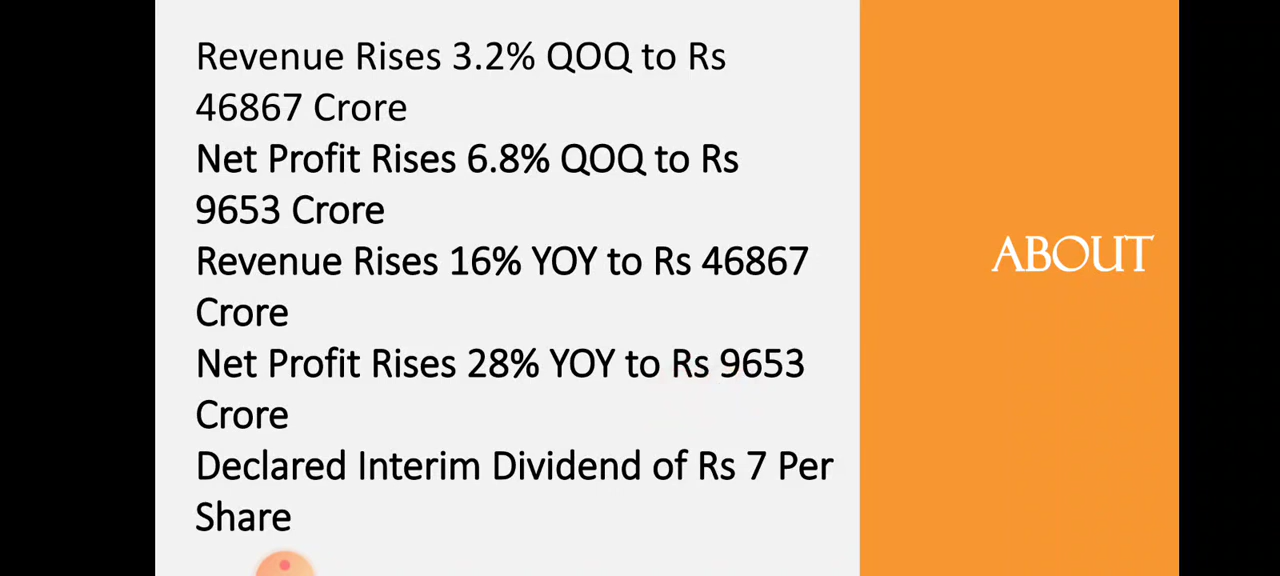 Revenue Rises 3.2% QOQ to Rs
46867 Crore
Net Profit Rises 6.8% QOQ to Rs
9653 Crore
Revenue Rises 16% YOY to Rs 46867
Crore
Net Profit Rises 28% YOY to Rs 9653
Crore
Declared Interim Dividend of Rs 7 Per
Share
ABOUT